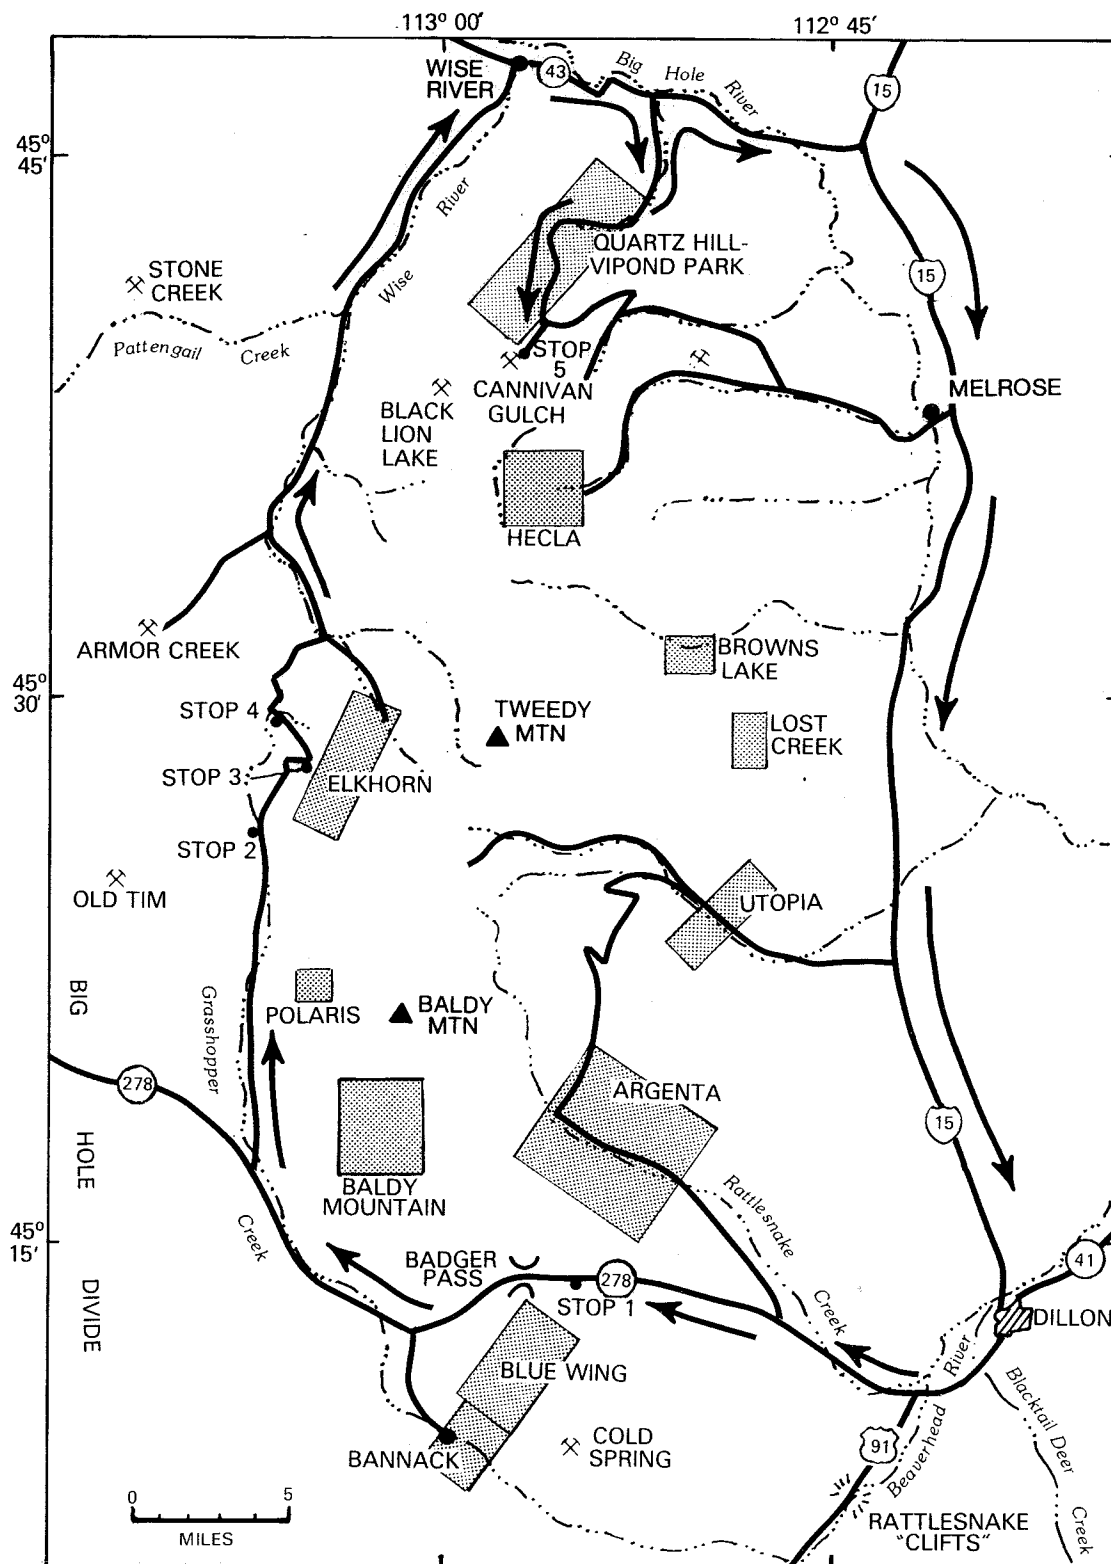 113° 00'
112° 45'
WISE
RIVER
43
Big
Hole
River
15
45°
45'
River
Wise
QUARTZ HILL-
VIPOND PARK
15
STONE
CREEK
Pattengail
Creek
STOP
5
CANNIVAN
GULCH
MELROSE
BLACK
LION
LAKE
HECLA
ARMOR CREEK
BROWNS
LAKE
45°
30'
STOP 4
TWEEDY
MTN
LOST
CREEK
STOP 3
ELKHORN
STOP 2
OLD TIM
UTOPIA
BIG
HOLE
DIVIDE
Grasshopper
Creek
POLARIS
BALDY
MTN
278
ARGENTA
15
BALDY
MOUNTAIN
Rattlesnake
Creek
45°
15'
BADGER
PASS
278
STOP 1
41
DILLON
River
Beaverhead
Blacktail Deer
Creek
BLUE WING
BANNACK
COLD
SPRING
91
0
5
MILES
RATTLESNAKE
"CLIFTS"